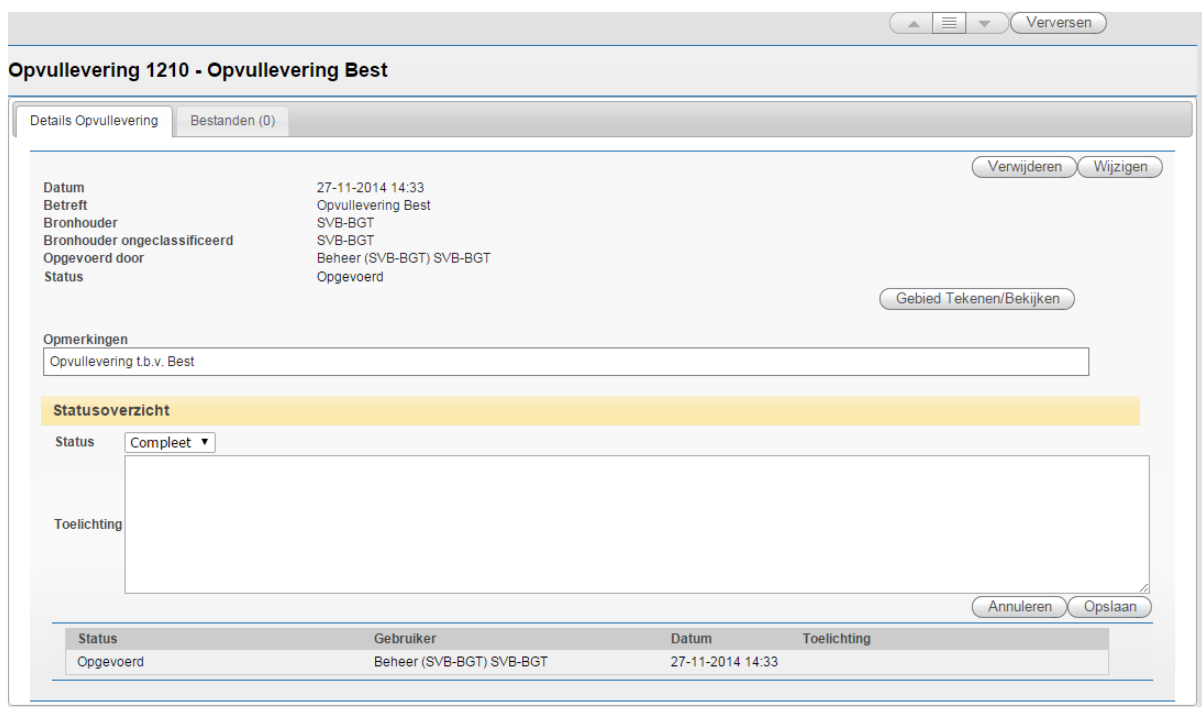 Verversen
Opvullevering 1210 - Opvullevering Best
Details Opvullevering Bestanden (0)
Verwijderen Wijzigen
Datum 27-11-2014 14:33
Betreft Opvullevering Best
Bronhouder SVB-BGT
Bronhouder ongeclassificeerd SVB-BGT
Opgevoerd door Beheer (SVB-BGT) SVB-BGT
Status Opgevoerd
Gebied Tekenen/Bekijken
Opmerkingen
Opvullevering t.b.v. Best
Statusoverzicht
Status Compleet
Toelichting
Annuleren Opslaan
Status Gebruiker Datum Toelichting
Opgevoerd Beheer (SVB-BGT) SVB-BGT 27-11-2014 14:33